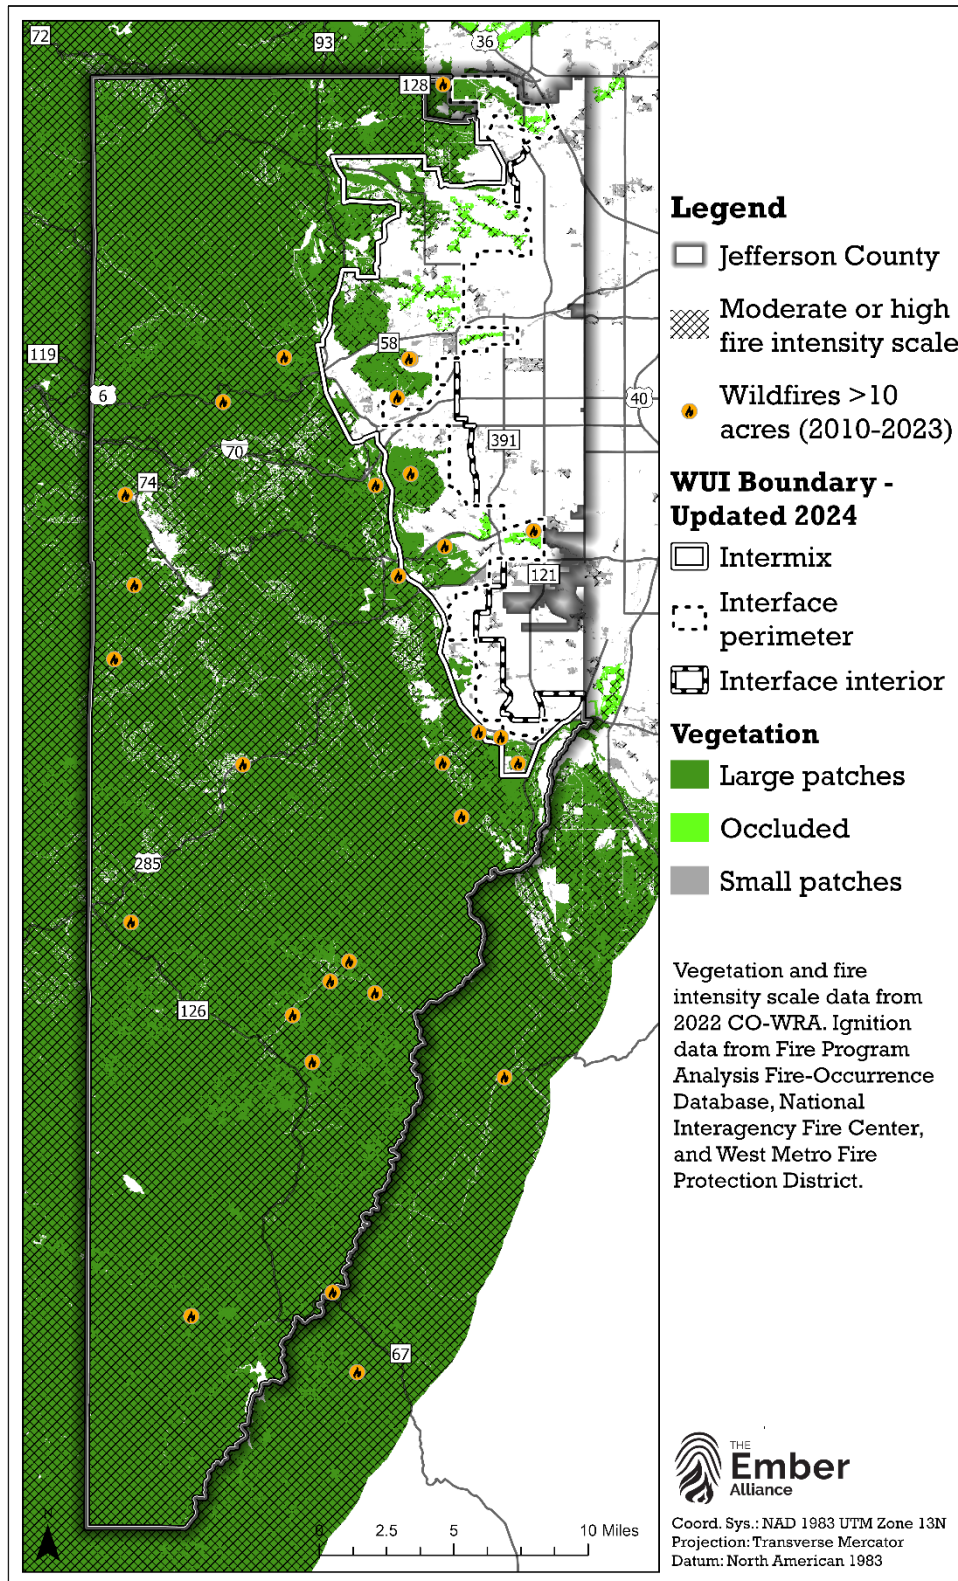 72
93
36
128
119
6
58
40
391
70
74
121
285
126
67
N
0 2.5 5 10 Miles
Legend
Jefferson County
Moderate or high
fire intensity scale
Wildfires >10
acres (2010-2023)
WUI Boundary -
Updated 2024
Intermix
Interface
perimeter
Interface interior
Vegetation
Large patches
Occluded
Small patches
Vegetation and fire
intensity scale data from
2022 CO-WRA. Ignition
data from Fire Program
Analysis Fire-Occurrence
Database, National
Interagency Fire Center,
and West Metro Fire
Protection District.
THE
Ember
Alliance
Coord. Sys.: NAD 1983 UTM Zone 13N
Projection: Transverse Mercator
Datum: North American 1983